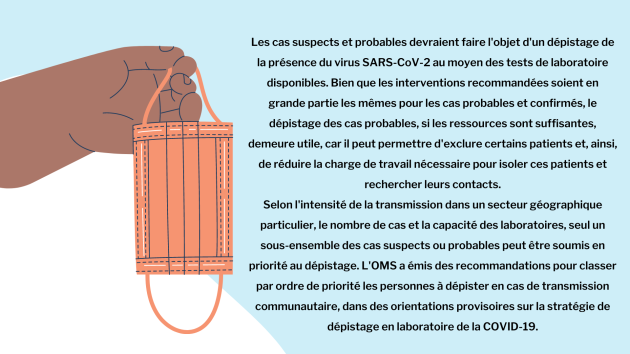 Les cas suspects et probables devraient faire l'objet d'un dépistage de
la présence du virus SARS-CoV-2 au moyen des tests de laboratoire
disponibles. Bien que les interventions recommandées soient en
grande partie les mêmes pour les cas probables et confirmés, le
dépistage des cas probables, si les ressources sont suffisantes,
demeure utile, car il peut permettre d'exclure certains patients et, ainsi,
de réduire la charge de travail nécessaire pour isoler ces patients et
rechercher leurs contacts.
Selon l'intensité de la transmission dans un secteur géographique
particulier, le nombre de cas et la capacité des laboratoires, seul un
sous-ensemble des cas suspects ou probables peut être soumis en
priorité au dépistage. L'OMS a émis des recommandations pour classer
par ordre de priorité les personnes à dépister en cas de transmission
communautaire, dans des orientations provisoires sur la stratégie de
dépistage en laboratoire de la COVID-19.